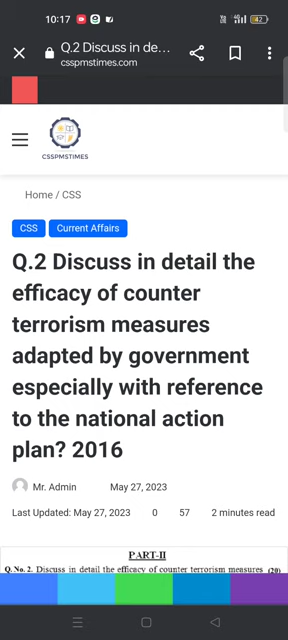 10:17
42
Q.2 Discuss in de...
csspmstimes.com
CSSPMSTIMES
Home / CSS
CSS
Current Affairs
Q.2 Discuss in detail the
efficacy of counter
terrorism measures
adapted by government
especially with reference
to the national action
plan? 2016
Mr. Admin May 27, 2023
Last Updated: May 27, 2023 0 57 2 minutes read
PART-II
Q. No. 2. Discuss in detail the efficacy of counter terrorism measures (20)